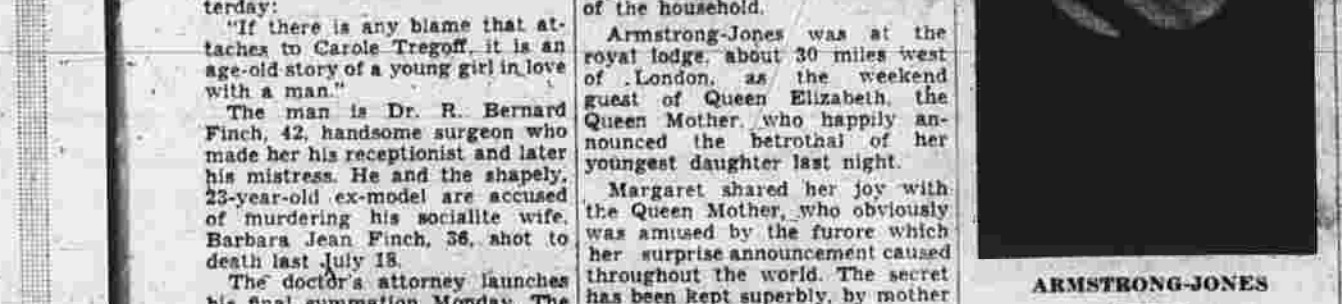 terday:
"If there is any blame that at-
taches to Carole Tregoff, it is an
age-old story of a young girl in love
with a man."
The man is Dr. R. Bernard
Finch, 42, handsome surgeon who
made her his receptionist and later
his mistress. He and the shapely,
23-year-old ex-model are accused
of murdering his socialite wife,
Barbara Jean Finch, 36, shot to
death last July 18.
The doctor's attorney launches
his final summation Monday. The
of the household.
Armstrong-Jones was at the
royal lodge, about 30 miles west
of London, as the weekend
guest of Queen Elizabeth, the
Queen Mother, who happily an-
nounced the betrothal of her
youngest daughter last night.
Margaret shared her joy with
the Queen Mother, who obviously
was amused by the furore which
her surprise announcement caused
throughout the world. The secret
has been kept superbly, by mother
ARMSTRONG-JONES